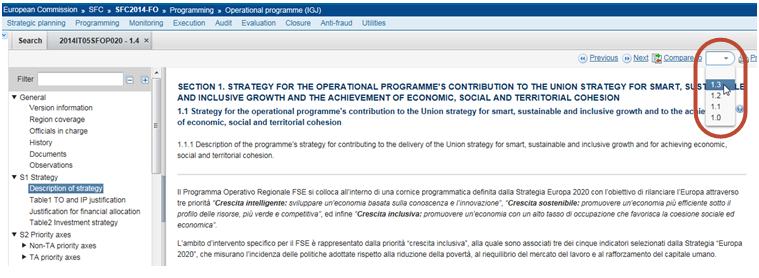 European Commission > SFC > SFC2014-FO > Programming > Operational programme (IGJ)
Strategic planning Programming Monitoring Execution Audit Evaluation Closure Anti-fraud Utilities
Search 2014IT05SFOP020 - 1.4 ×
Previous Next Compare to
Filter
1.3
1.2
1.1
1.0
General
Version information
Region coverage
Officials in charge
History
Documents
Observations
S1 Strategy
Description of strategy
Table1 TO and IP justification
Justification for financial allocation
Table2 Investment strategy
S2 Priority axes
Non-TA priority axes
TA priority axes
SECTION 1. STRATEGY FOR THE OPERATIONAL PROGRAMME'S CONTRIBUTION TO THE UNION STRATEGY FOR SMART,
AND INCLUSIVE GROWTH AND THE ACHIEVEMENT OF ECONOMIC, SOCIAL AND TERRITORIAL COHESION
1.1 Strategy for the operational programme's contribution to the Union strategy for smart, sustainable and inclusive growth and to the
of economic, social and territorial cohesion
1.1.1 Description of the programme's strategy for contributing to the delivery of the Union strategy for smart, sustainable and inclusive growth and for achieving economic,
social and territorial cohesion.
Il Programma Operativo Regionale FSE si colloca all'interno di una cornice programmatica definita dalla Strategia Europa 2020 con l'obiettivo di rilanciare l'Europa attraverso
tre priorità "Crescita intelligente: sviluppare un'economia basata sulla conoscenza e l'innovazione", "Crescita sostenibile: promuovere un'economia più efficiente sotto il
profilo delle risorse, più verde e competitiva", ed infine "Crescita inclusiva: promuovere un'economia con un alto tasso di occupazione che favorisca la coesione sociale ed
economica".
L'ambito d'intervento specifico per il FSE è rappresentato dalla priorità "crescita inclusiva", alla quale sono associati tre dei cinque indicatori selezionati dalla Strategia "Europa
2020", che misurano l'incidenza delle politiche adottate rispetto alla riduzione della povertà, al riequilibrio del mercato del lavoro e al rafforzamento del capitale umano.